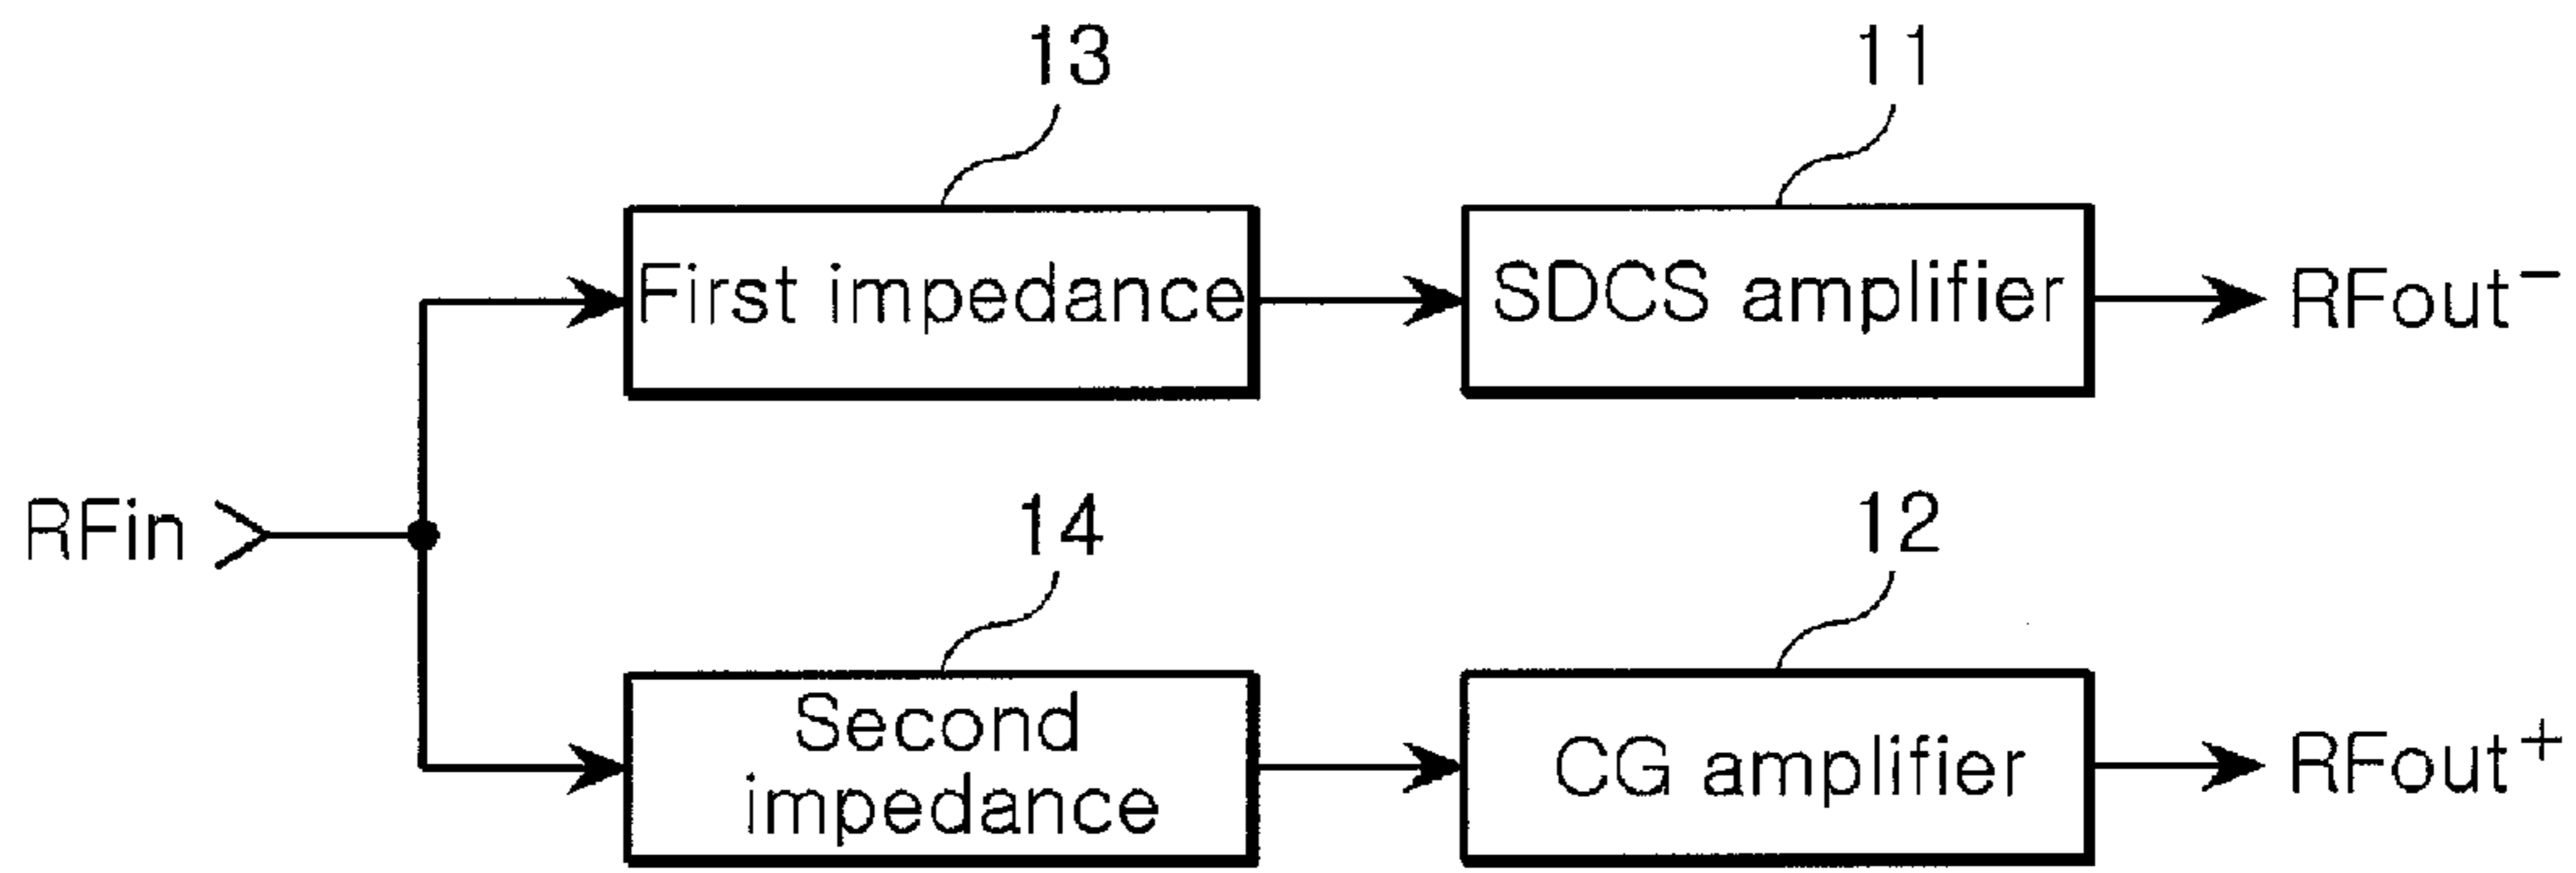 13
11
First impedance
SDCS amplifier
RFout⁻
RFin
14
12
Second
impedance
CG amplifier
RFout⁺